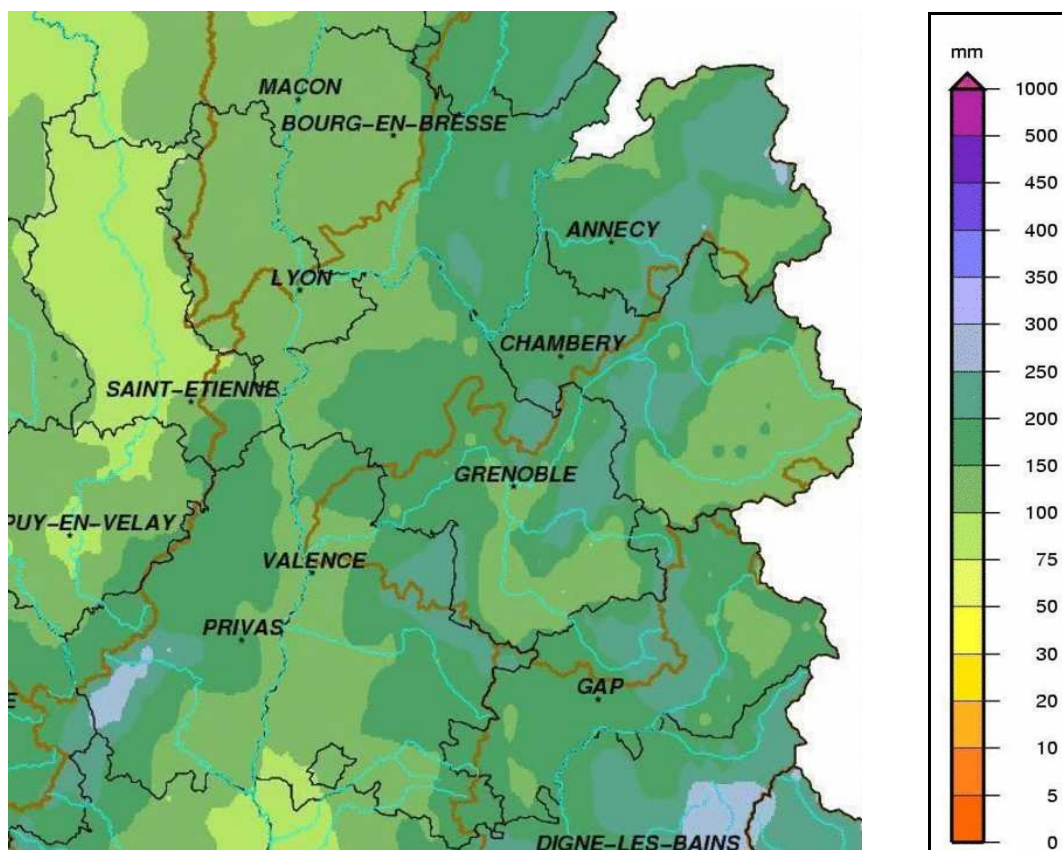 mm
1000
MACON
BOURG-EN-BRESSE
500
450
ANNECY
400
LYON
350
300
CHAMBERY
250
SAINT-ETIENNE
200
GRENOBLE
150
PUY-EN-VELAY
100
VALENCE
75
PRIVAS
50
30
GAP
E
20
10
5
DIGNE-LES-BAINS
0